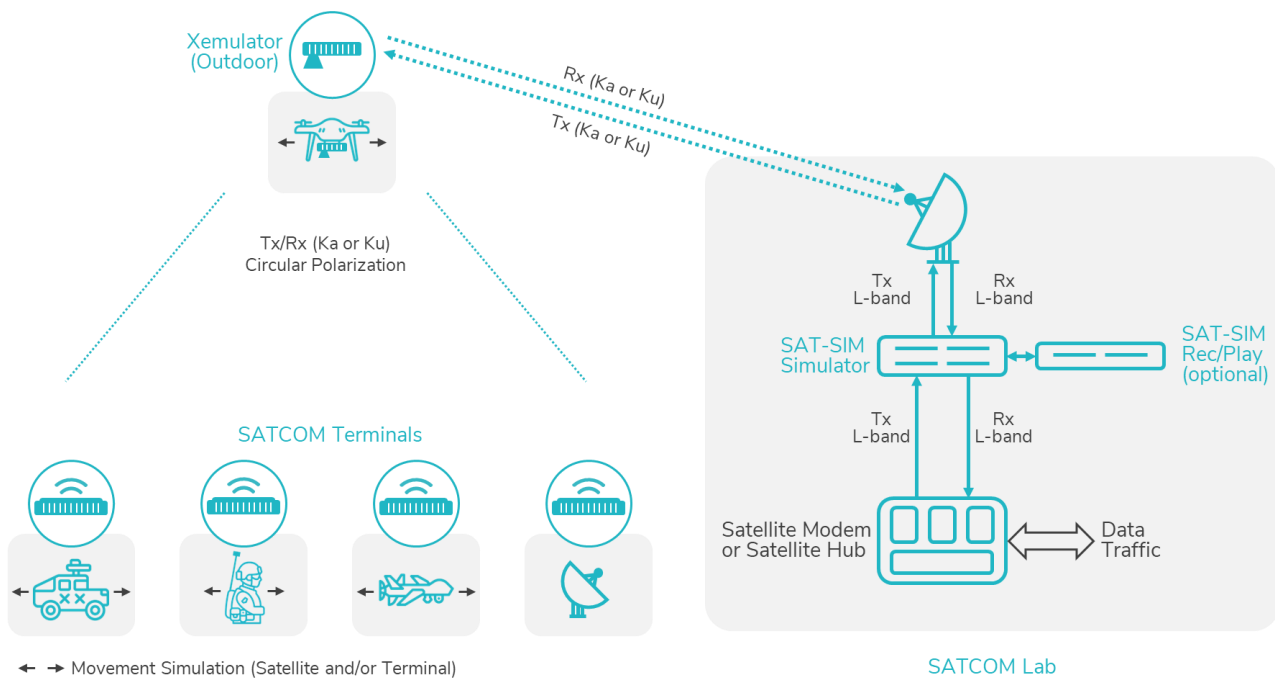 Xemulator
(Outdoor)
Rx (Ka or Ku)
Tx (Ka or Ku)
Tx/Rx (Ka or Ku)
Circular Polarization
Tx
L-band
Rx
L-band
SAT-SIM
Simulator
SAT-SIM
Rec/Play
(optional)
Tx
L-band
Rx
L-band
SATCOM Terminals
Satellite Modem
or Satellite Hub
Data
Traffic
Movement Simulation (Satellite and/or Terminal)
SATCOM Lab